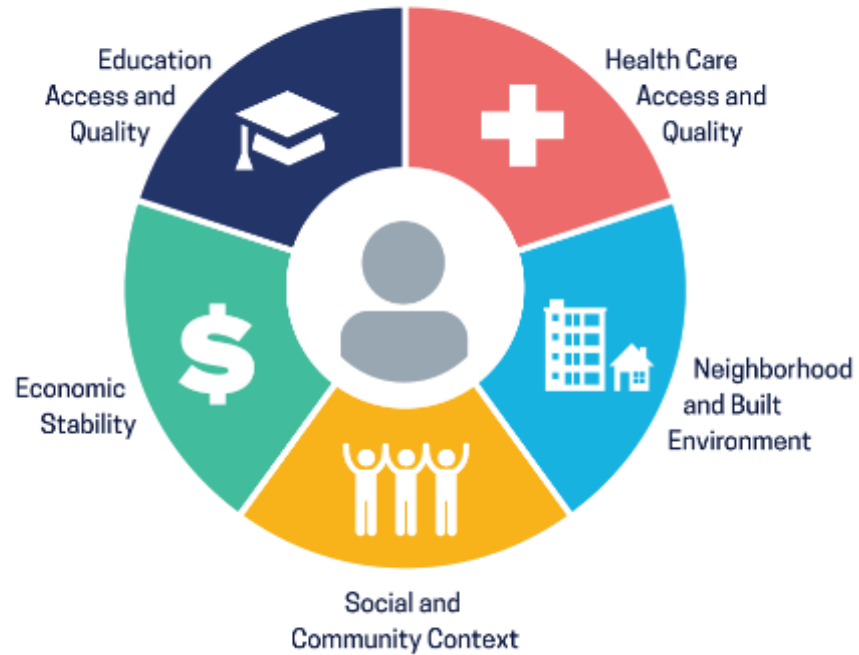 Education
Access and
Quality
Health Care
Access and
Quality
Economic
Stability
Neighborhood
and Built
Environment
Social and
Community Context